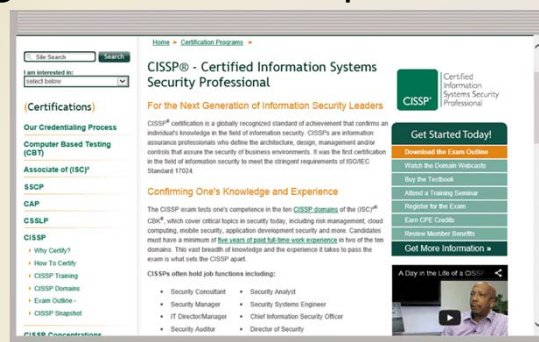 Home ► Certification Programs ►
Site Search
Search
I am interested in:
select below
(Certifications)
Our Credentialing Process
Computer Based Testing
(CBT)
Associate of (ISC)²
SSCP
CAP
CSSLP
CISSP
Why Certify?
How To Certify
CISSP Training
CISSP Domains
Exam Outline -
CISSP Snapshot
CISSP Concentrations
CISSP® - Certified Information Systems
Security Professional
For the Next Generation of Information Security Leaders
CISSP® certification is a globally recognized standard of achievement that confirms an
individual's knowledge in the field of information security. CISSPs are information
assurance professionals who define the architecture, design, management and/or
controls that assure the security of business environments. It was the first certification
in the field of information security to meet the stringent requirements of ISO/IEC
Standard 17024.
Confirming One's Knowledge and Experience
The CISSP exam tests one's competence in the ten CISSP domains of the (ISC)²®
CBK®, which cover critical topics in security today, including risk management, cloud
computing, mobile security, application development security and more. Candidates
must have a minimum of five years of paid full-time work experience in two of the ten
domains. This vast breadth of knowledge and the experience it takes to pass the
exam is what sets the CISSP apart.
CISSPs often hold job functions including:
Security Consultant
Security Manager
IT Director/Manager
Security Auditor
Security Analyst
Security Systems Engineer
Chief Information Security Officer
Director of Security
CISSP®
Certified
Information
Systems Security
Professional
Get Started Today!
Download the Exam Outline
Watch the Domain Webcasts
Buy the Textbook
Attend a Training Seminar
Register for the Exam
Earn CPE Credits
Review Member Benefits
Get More Information »
A Day in the Life of a CISSP